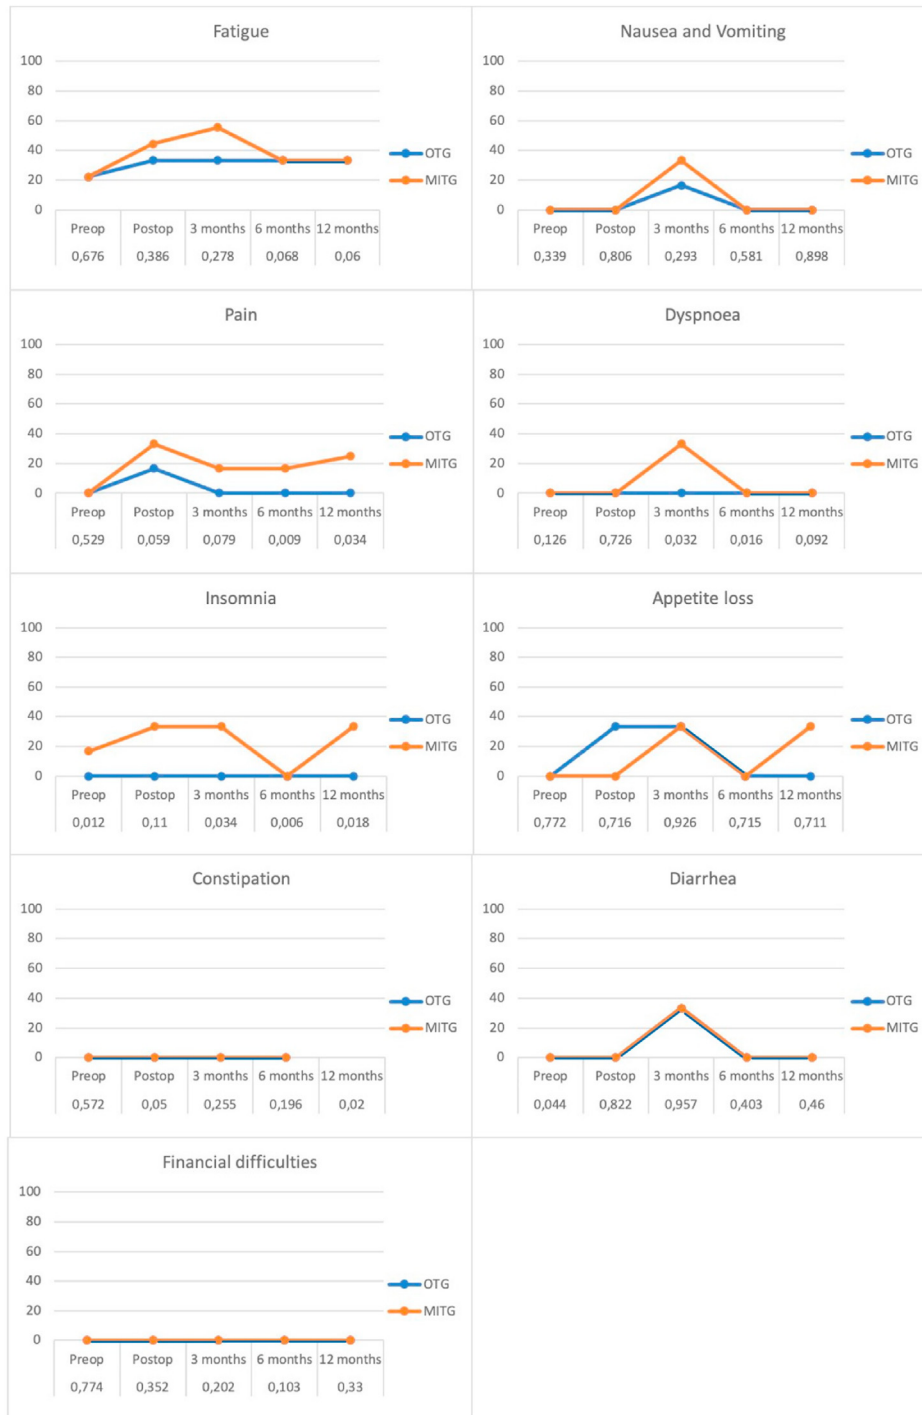 Fatigue
100
80
60
40
20
0
OTG
MITG
Preop Postop 3 months 6 months 12 months
0,676 0,386 0,278 0,068 0,06
Nausea and Vomiting
100
80
60
40
20
0
OTG
MITG
Preop Postop 3 months 6 months 12 months
0,339 0,806 0,293 0,581 0,898
Pain
100
80
60
40
20
0
OTG
MITG
Preop Postop 3 months 6 months 12 months
0,529 0,059 0,079 0,009 0,034
Dyspnoea
100
80
60
40
20
0
OTG
MITG
Preop Postop 3 months 6 months 12 months
0,126 0,726 0,032 0,016 0,092
Insomnia
100
80
60
40
20
0
OTG
MITG
Preop Postop 3 months 6 months 12 months
0,012 0,11 0,034 0,006 0,018
Appetite loss
100
80
60
40
20
0
OTG
MITG
Preop Postop 3 months 6 months 12 months
0,772 0,716 0,926 0,715 0,711
Constipation
100
80
60
40
20
0
OTG
MITG
Preop Postop 3 months 6 months 12 months
0,572 0,05 0,255 0,196 0,02
Diarrhea
100
80
60
40
20
0
OTG
MITG
Preop Postop 3 months 6 months 12 months
0,044 0,822 0,957 0,403 0,46
Financial difficulties
100
80
60
40
20
0
OTG
MITG
Preop Postop 3 months 6 months 12 months
0,774 0,352 0,202 0,103 0,33